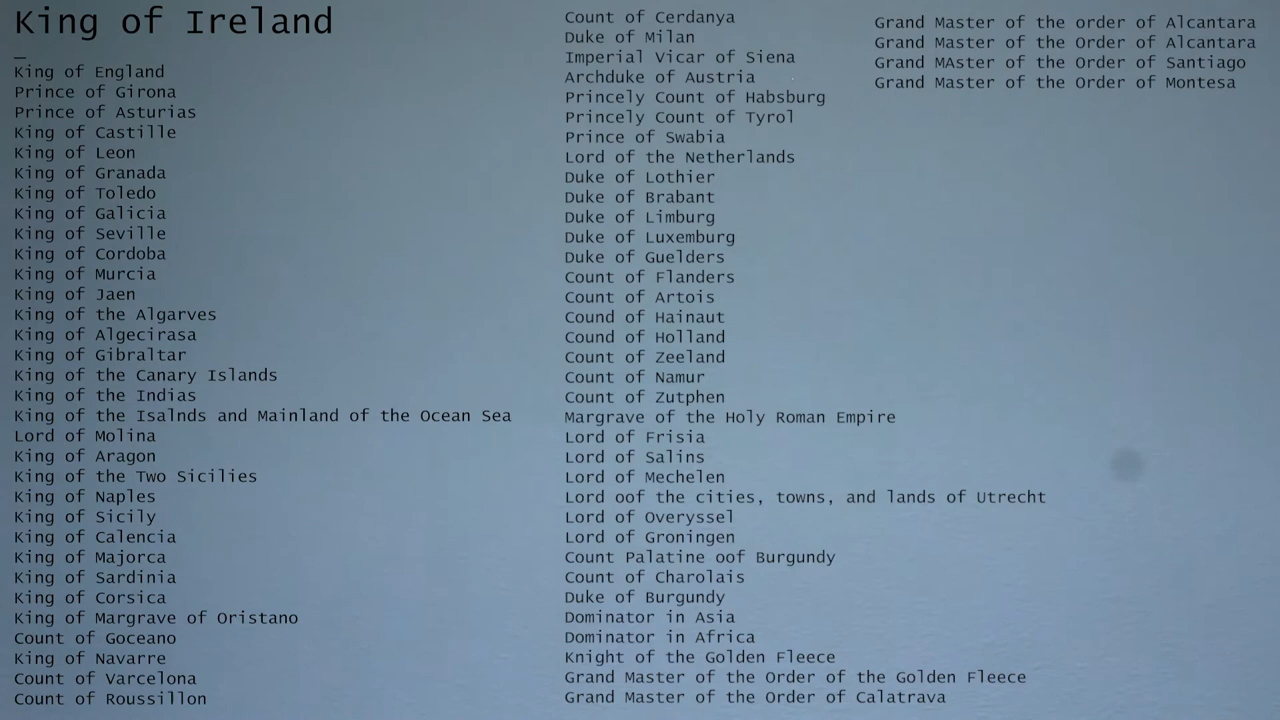 King of Ireland
King of England
Prince of Girona
Prince of Asturias
King of Castille
King of Leon
King of Granada
King of Toledo
King of Galicia
King of Seville
King of Cordoba
King of Murcia
King of Jaen
King of the Algarves
King of Algecirasa
King of Gibraltar
King of the Canary Islands
King of the Indias
King of the Isalnds and Mainland of the Ocean Sea
Lord of Molina
King of Aragon
King of the Two Sicilies
King of Naples
King of Sicily
King of Calencia
King of Majorca
King of Sardinia
King of Corsica
King of Margrave of Oristano
Count of Goceano
King of Navarre
Count of Varcelona
Count of Roussillon
Count of Cerdanya
Duke of Milan
Imperial Vicar of Siena
Archduke of Austria
Princely Count of Habsburg
Princely Count of Tyrol
Prince of Swabia
Lord of the Netherlands
Duke of Lothier
Duke of Brabant
Duke of Limburg
Duke of Luxemburg
Duke of Guelders
Count of Flanders
Count of Artois
Cound of Hainaut
Cound of Holland
Count of Zeeland
Count of Namur
Count of Zutphen
Margrave of the Holy Roman Empire
Lord of Frisia
Lord of Salins
Lord of Mechelen
Lord oof the cities, towns, and lands of Utrecht
Lord of Overyssel
Lord of Groningen
Count Palatine oof Burgundy
Count of Charolais
Duke of Burgundy
Dominator in Asia
Dominator in Africa
Knight of the Golden Fleece
Grand Master of the Order of the Golden Fleece
Grand Master of the Order of Calatrava
Grand Master of the order of Alcantara
Grand Master of the Order of Alcantara
Grand MAster of the Order of Santiago
Grand Master of the Order of Montesa